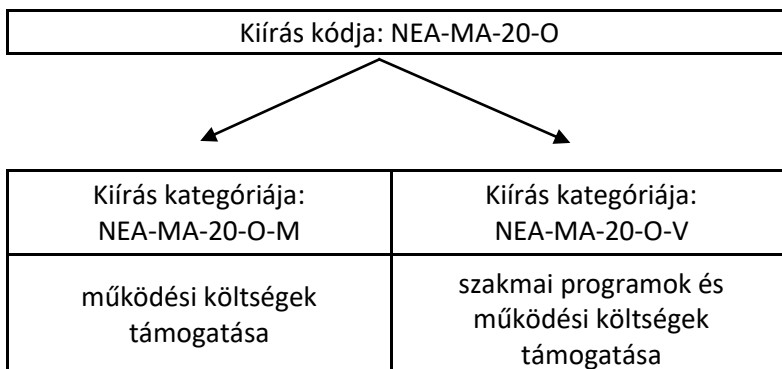 Kiírás kódja: NEA-MA-20-O
Kiírás kategóriája:
NEA-MA-20-O-M
Kiírás kategóriája:
NEA-MA-20-O-V
működési költségek
támogatása
szakmai programok és
működési költségek
támogatása